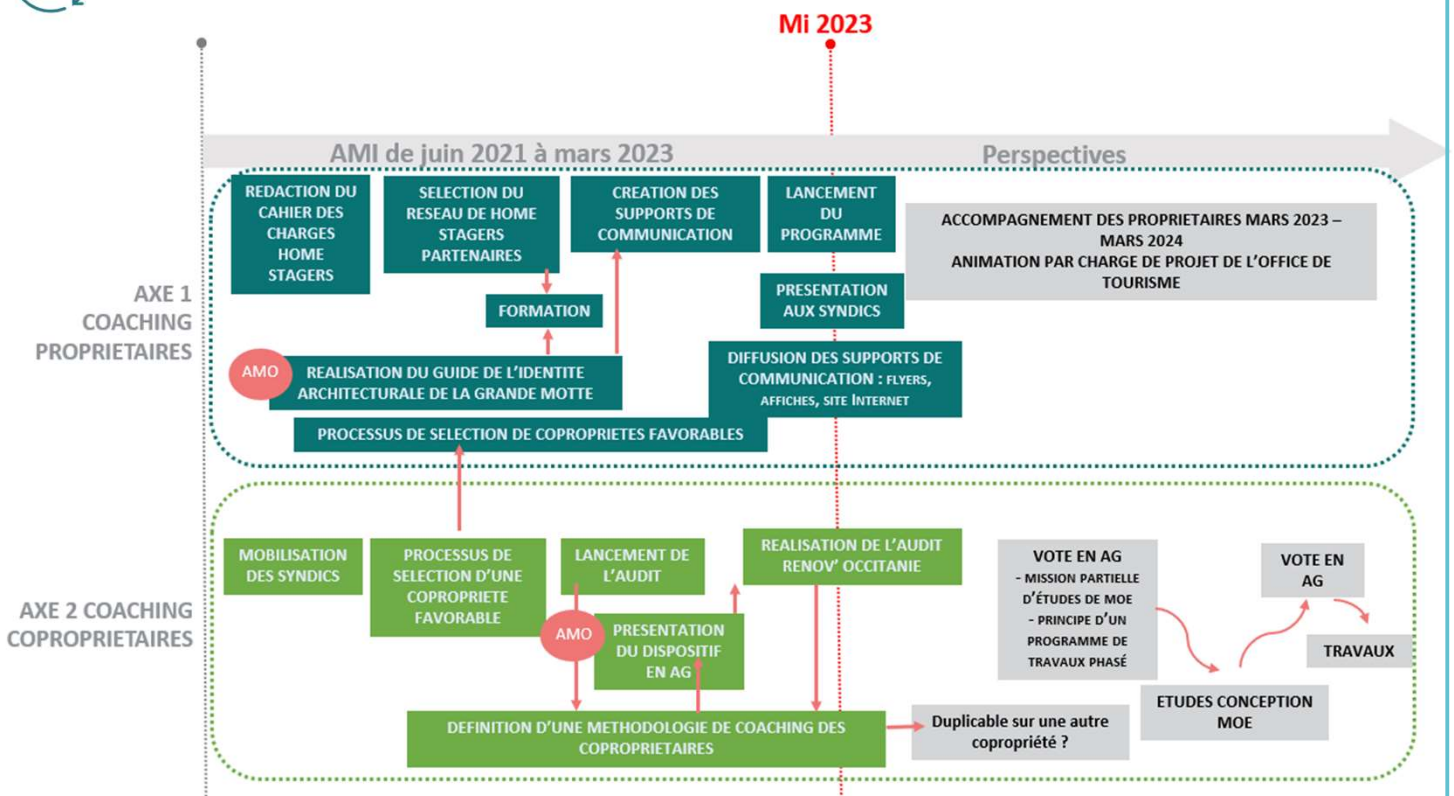 2
Mi 2023
AMI de juin 2021 à mars 2023
Perspectives
AXE 1
COACHING
PROPRIETAIRES
REDACTION DU
CAHIER DES
CHARGES
HOME
STAGERS
SELECTION DU
RESEAU DE HOME
STAGERS
PARTENAIRES
CREATION DES
SUPPORTS DE
COMMUNICATION
LANCEMENT
DU
PROGRAMME
ACCOMPAGNEMENT DES PROPRIETAIRES MARS 2023 –
MARS 2024
ANIMATION PAR CHARGE DE PROJET DE L'OFFICE DE
TOURISME
FORMATION
PRESENTATION
AUX SYNDICS
AMO
REALISATION DU GUIDE DE L'IDENTITE
ARCHITECTURALE DE LA GRANDE MOTTE
DIFFUSION DES SUPPORTS DE
COMMUNICATION : FLYERS,
AFFICHES, SITE INTERNET
PROCESSUS DE SELECTION DE COPROPRIETES FAVORABLES
AXE 2 COACHING
COPROPRIETAIRES
MOBILISATION
DES SYNDICS
PROCESSUS DE
SELECTION D'UNE
COPROPRIETE
FAVORABLE
LANCEMENT DE
L'AUDIT
REALISATION DE L'AUDIT
RENOV' OCCITANIE
AMO
PRESENTATION
DU DISPOSITIF
EN AG
DEFINITION D'UNE METHODOLOGIE DE COACHING DES
COPROPRIETAIRES
Duplicable sur une autre
copropriété ?
VOTE EN AG
- MISSION PARTIELLE
D'ÉTUDES DE MOE
- PRINCIPE D'UN
PROGRAMME DE
TRAVAUX PHASÉ
ETUDES CONCEPTION
MOE
VOTE EN
AG
TRAVAUX